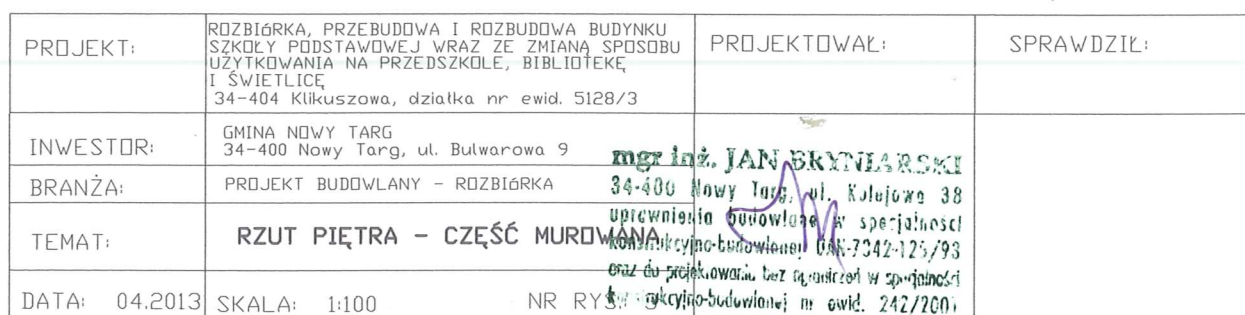 PROJEKT:
ROZBIóRKA, PRZEBUDOWA I ROZBUDOWA BUDYNKU
SZKOŁY PODSTAWOWEJ WRAZ ZE ZMIANĄ SPOSOBU
UŻYTKOWANIA NA PRZEDSZKOLE, BIBLIOTEKĘ
I ŚWIETLICĘ
34-404 Klikuszowa, działka nr ewid. 5128/3
PROJEKTOWAŁ:
SPRAWDZIŁ:
INWESTOR:
GMINA NOWY TARG
34-400 Nowy Targ, ul. Bulwarowa 9
BRANŻA:
PROJEKT BUDOWLANY - ROZBIóRKA
TEMAT:
RZUT PIĘTRA - CZĘŚĆ MUROWANA
DATA: 04.2013
SKALA: 1:100
NR RYS.
mgr inż. JAN BRYNIARSKI
34-400 Nowy Targ, ul. Kolejowa 38
uprawnienia budowlane w specjalności
konstrukcyjno-budowlanej UAN-7342-125/93
oraz do projektowania bez ograniczeń w specjalności
konstrukcyjno-budowlanej nr ewid. 242/2001